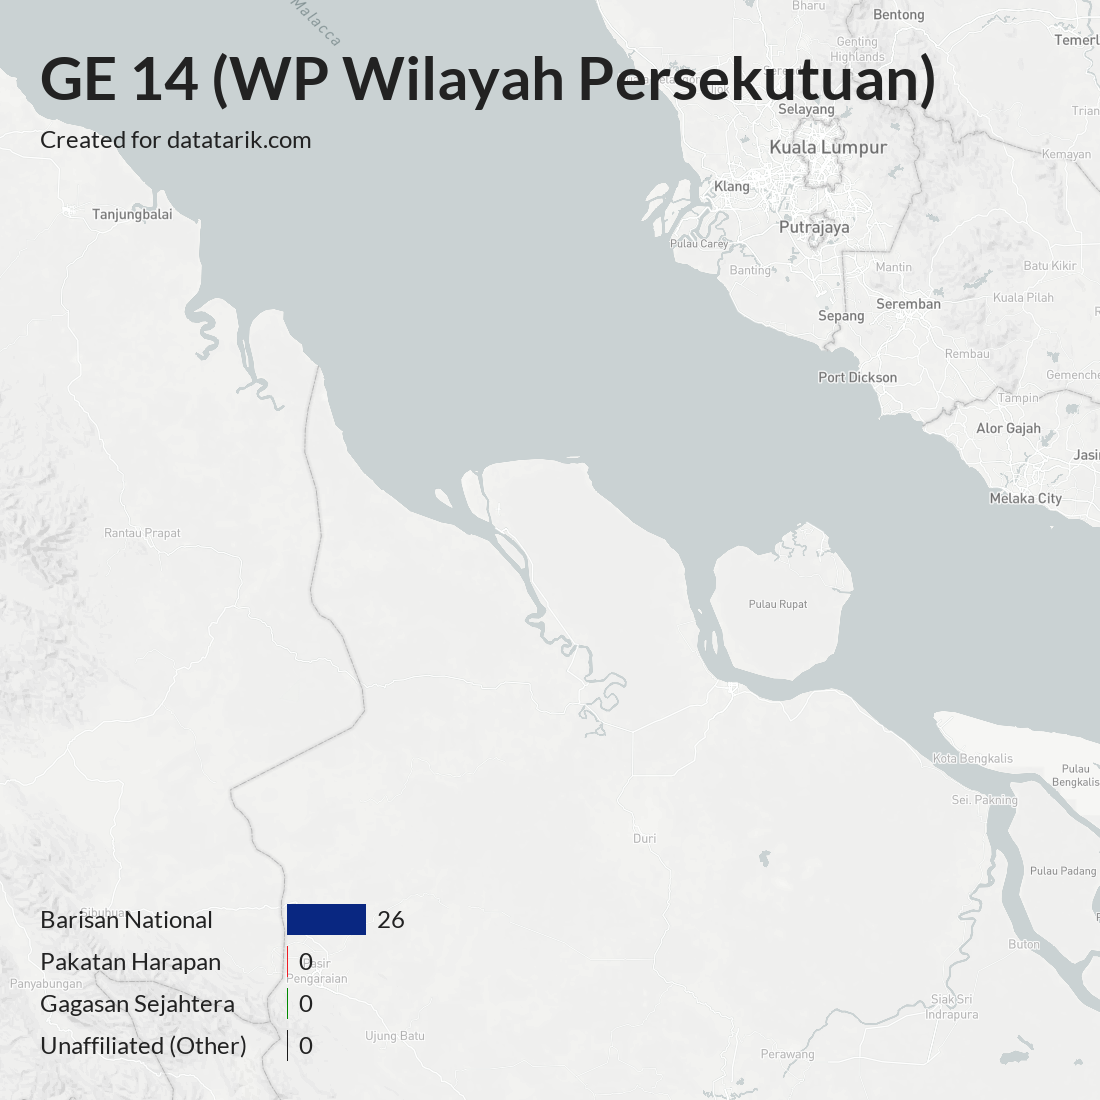 Malacca
Bharu
Bentong
Genting
Highlands
Temerl
GE 14 (WP Wilayah Persekutuan)
Selayang
Trian
Created for datatarik.com
Kuala Lumpur
Kemayan
Klang
Tanjungbalai
Putrajaya
Pulau Carey
Banting
Mantin
Batu Kikir
Kuala Pilah
Seremban
Sepang
Rembau
Port Dickson
Gemenche
Tampin
Alor Gajah
Jasi
Melaka City
Rantau Prapat
Pulau Rupat
Kota Bengkalis
Pulau
Bengkalis
Sei. Pakning
Duri
Pulau Padang
Sibuhuan
Barisan National 26
Buton
Pakatan Harapan 0
Pasir
Pengaraian
Panyabungan
Gagasan Sejahtera 0
Siak Sri
Indrapura
Ujung Batu
Unaffiliated (Other) 0
Perawang